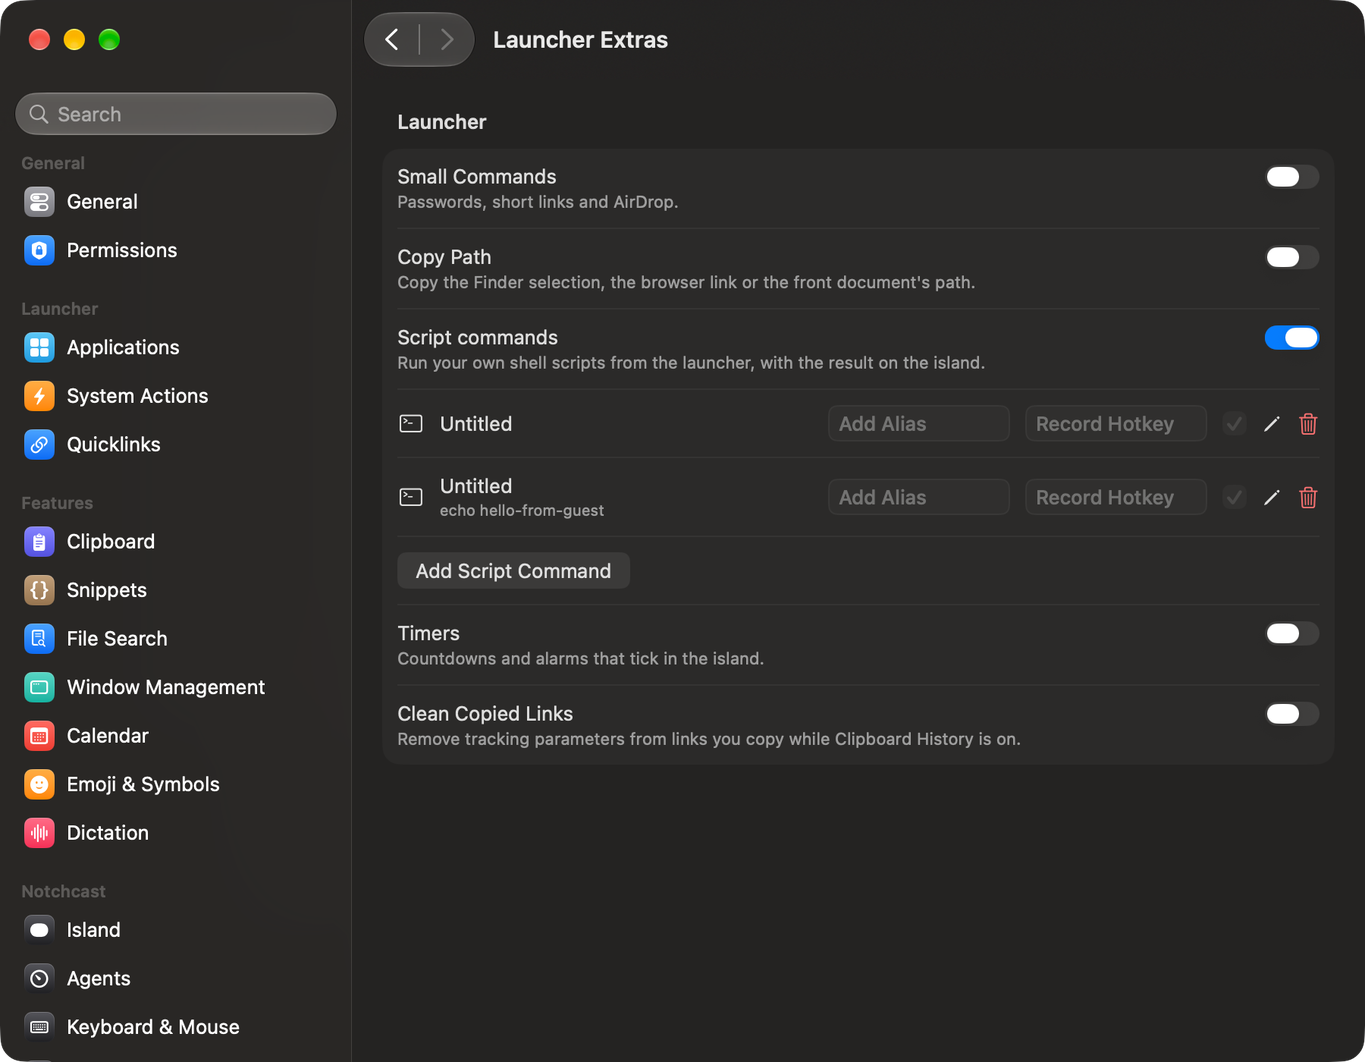 Launcher Extras
Search
General
General
Permissions
Launcher
Applications
System Actions
Quicklinks
Features
Clipboard
Snippets
File Search
Window Management
Calendar
Emoji & Symbols
Dictation
Notchcast
Island
Agents
Keyboard & Mouse
Launcher
Small Commands
Passwords, short links and AirDrop.
Copy Path
Copy the Finder selection, the browser link or the front document's path.
Script commands
Run your own shell scripts from the launcher, with the result on the island.
Untitled
Add Alias
Record Hotkey
Untitled
echo hello-from-guest
Add Alias
Record Hotkey
Add Script Command
Timers
Countdowns and alarms that tick in the island.
Clean Copied Links
Remove tracking parameters from links you copy while Clipboard History is on.